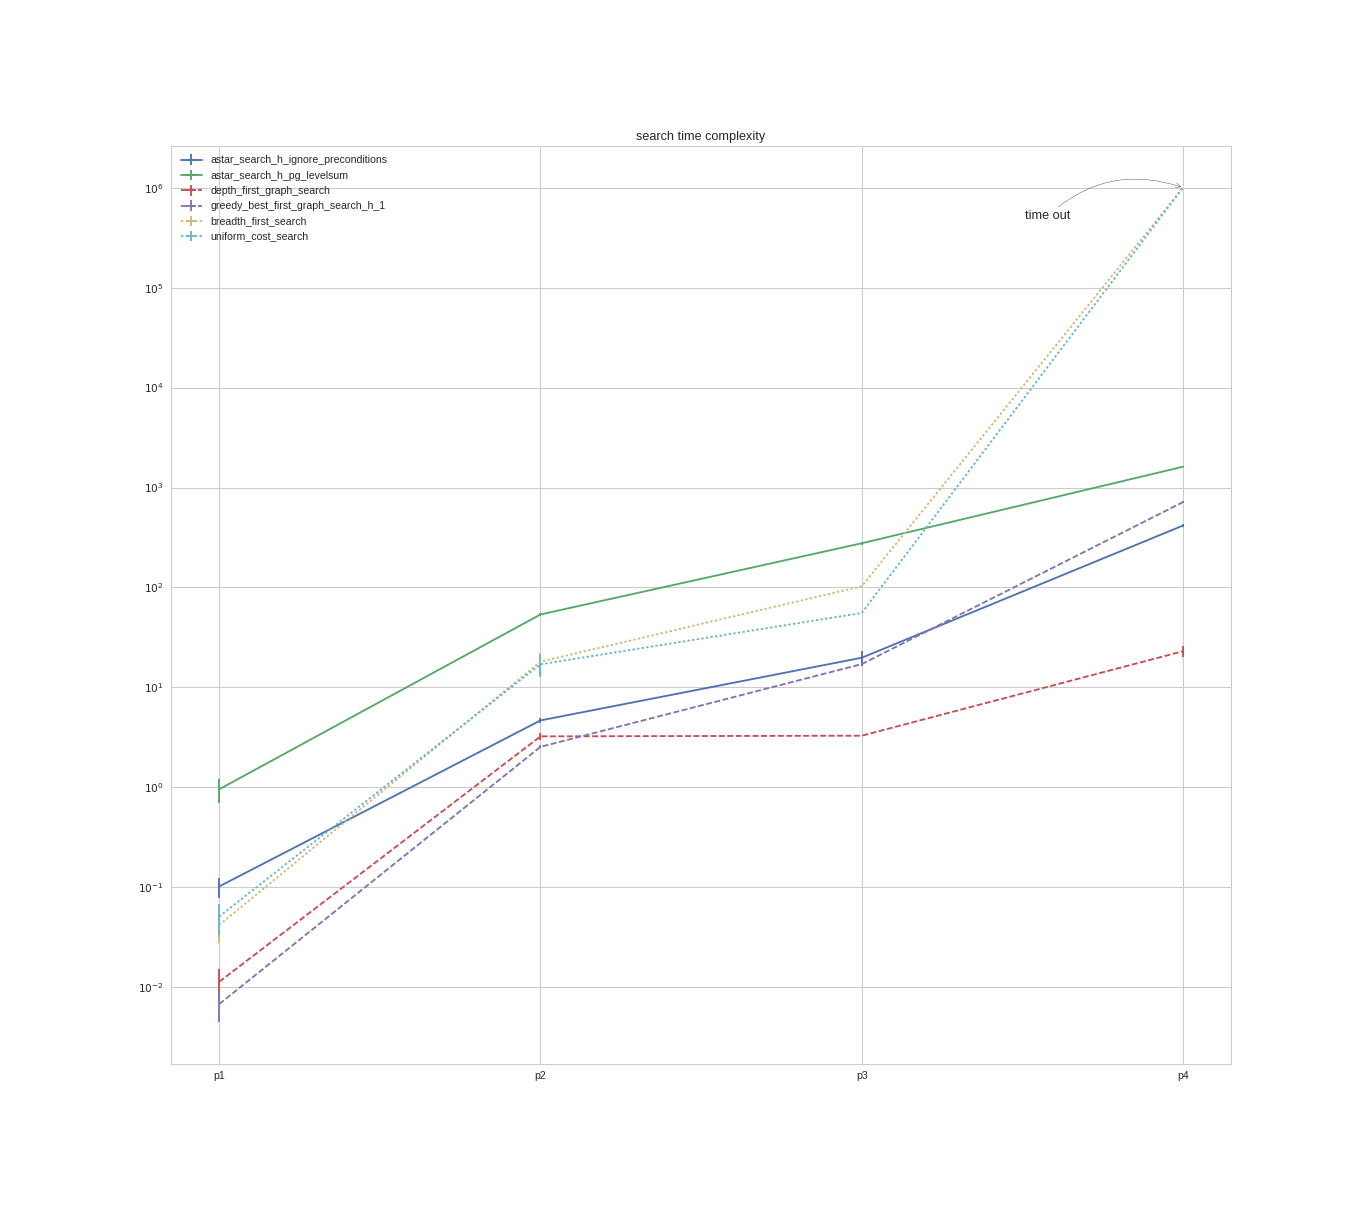 search time complexity
astar_search_h_ignore_preconditions
astar_search_h_pg_levelsum
depth_first_graph_search
greedy_best_first_graph_search_h_1
breadth_first_search
uniform_cost_search
time out
10⁶
10⁵
10⁴
10³
10²
10¹
10⁰
10⁻¹
10⁻²
p1 p2 p3 p4